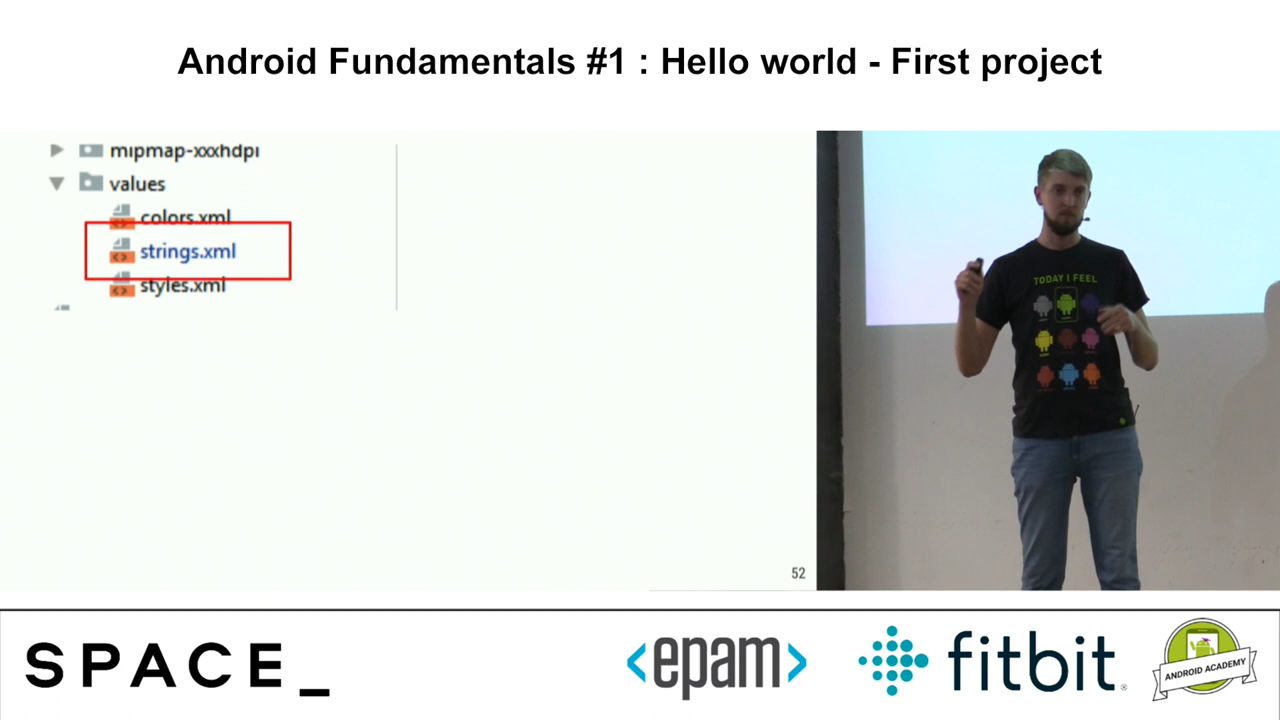 Android Fundamentals #1 : Hello world - First project
mipmap-xxxhdpi
values
colors.xml
strings.xml
styles.xml
TODAY I FEEL
52
SPACE_
<epam>
fitbit
ANDROID ACADEMY